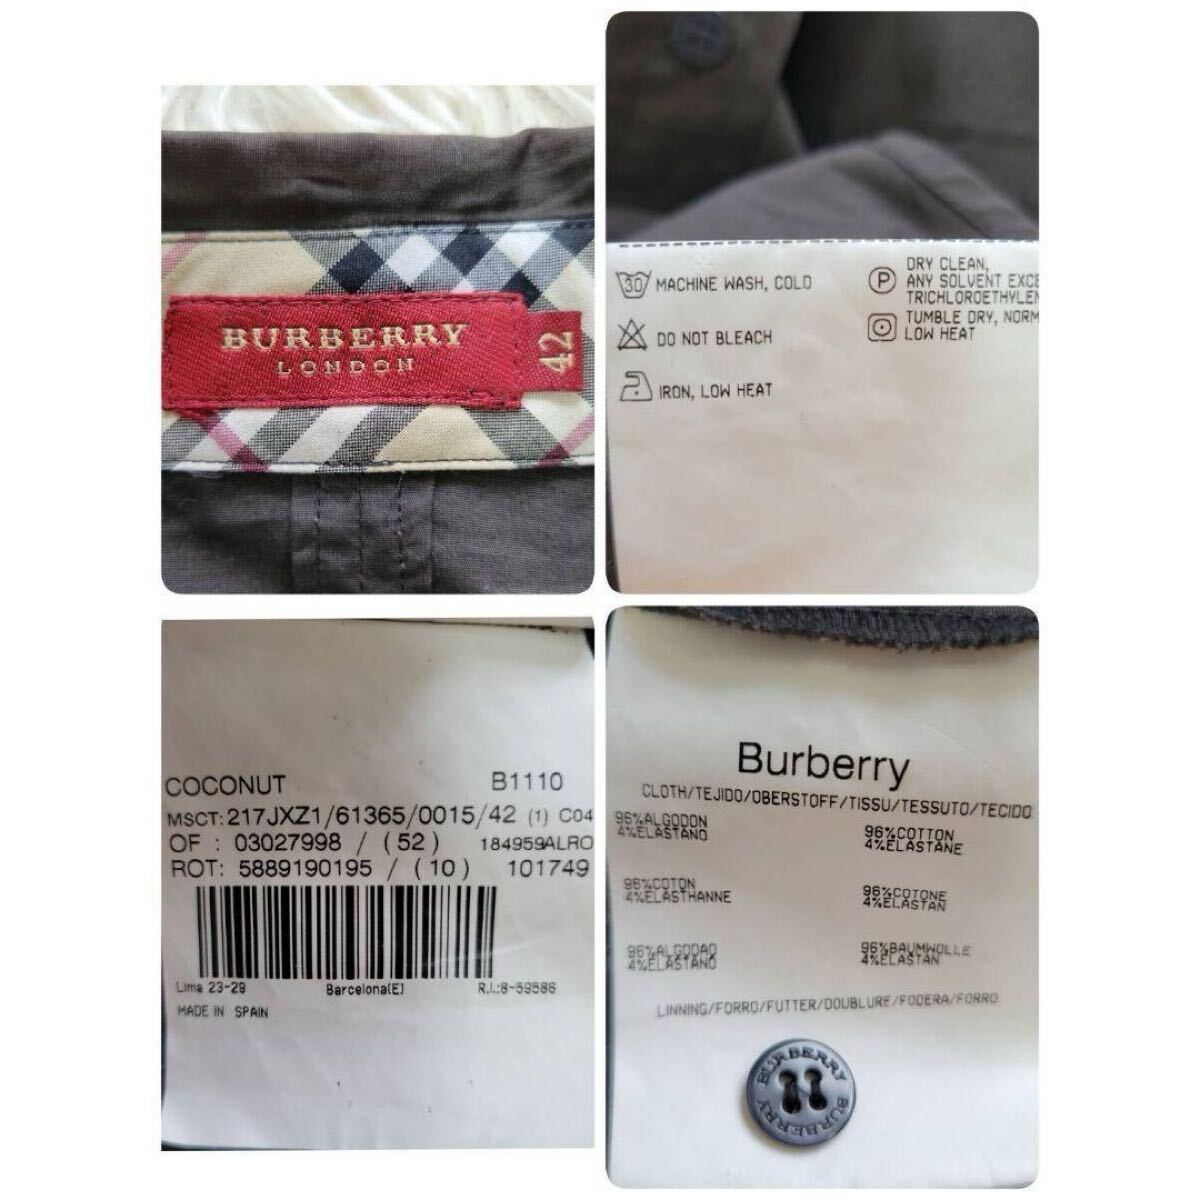 BURBERRY
LONDON
42
30 MACHINE WASH, COLD
DO NOT BLEACH
IRON, LOW HEAT
P DRY CLEAN,
ANY SOLVENT EXCE
TRICHLOROETHYLEN
TUMBLE DRY, NORM
LOW HEAT
COCONUT B1110
MSCT: 217JXZ1/61365/0015/42 (1) C04
OF : 03027998 / (52) 184959ALRO
ROT: 5889190195 / (10) 101749
Lima 23-29 Barcelona(E) R.I.:8-59586
MADE IN SPAIN
Burberry
CLOTH/TEJIDO/OBERSTOFF/TISSU/TESSUTO/TECIDO
96%ALGODON
4%ELASTANO
96%COTTON
4%ELASTANE
96%COTON
4%ELASTHANNE
96%COTONE
4%ELASTAN
96%ALGODAO
4%ELASTANO
96%BAUMWOLLE
4%ELASTAN
LINNING/FORRO/FUTTER/DOUBLURE/FODERA/FORRO
BURBERRY
BURBERRY